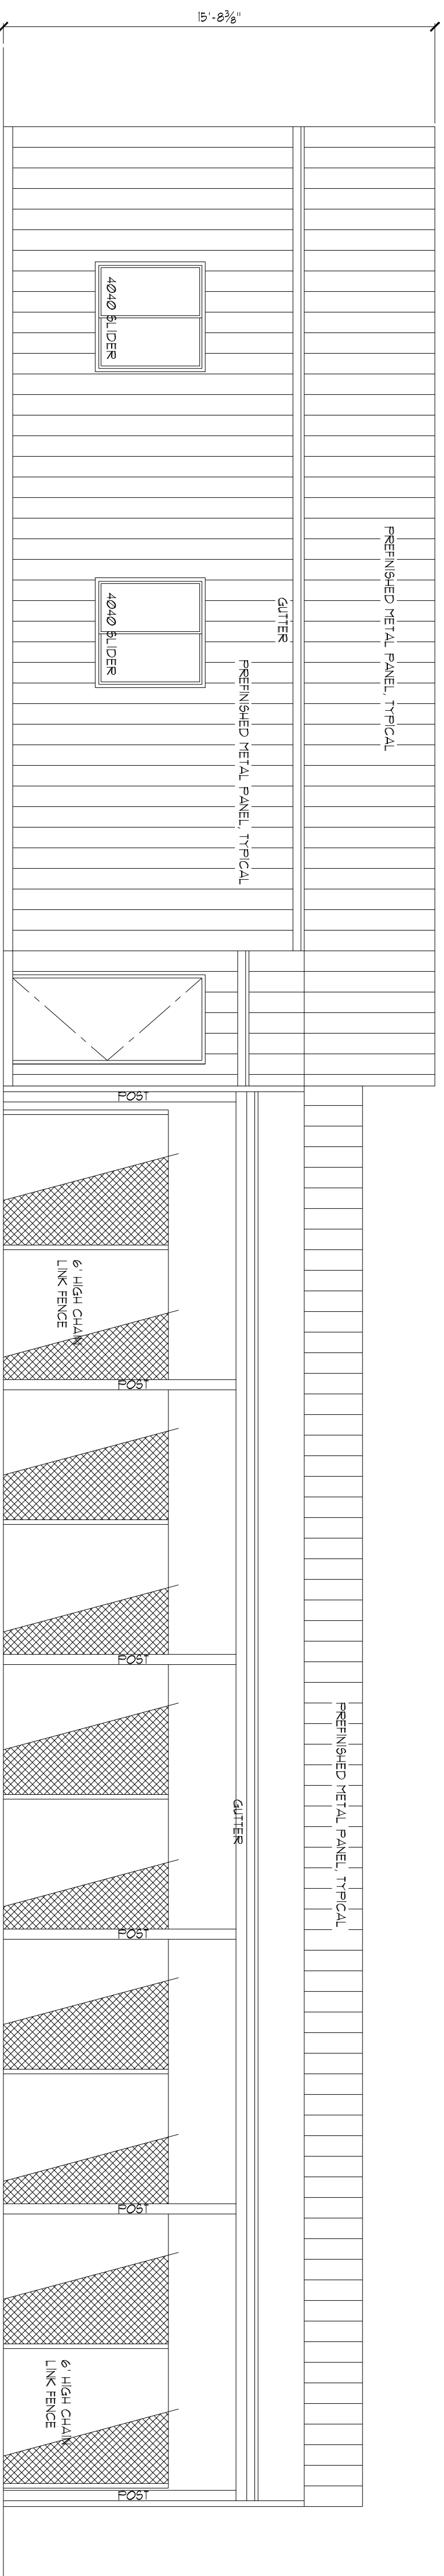 15'-8⅜"
PREFINISHED METAL PANEL, TYPICAL
GUTTER
PREFINISHED METAL PANEL, TYPICAL
4040 SLIDER
4040 SLIDER
PREFINISHED METAL PANEL, TYPICAL
GUTTER
POST
POST
POST
POST
POST
POST
6' HIGH CHAIN
LINK FENCE
6' HIGH CHAIN
LINK FENCE